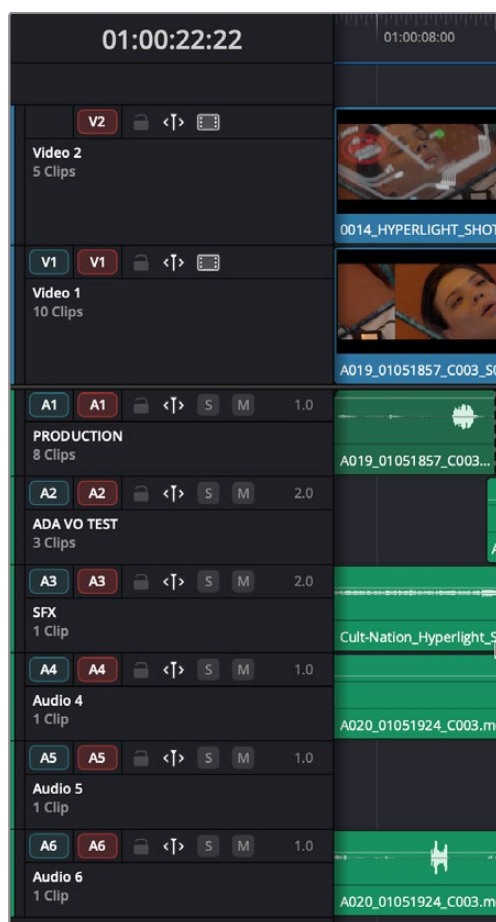 01:00:22:22
01:00:08:00
V2
Video 2
5 Clips
0014_HYPERLIGHT_SHOT
V1 V1
Video 1
10 Clips
A019_01051857_C003_S0
A1 A1 S M 1.0
PRODUCTION
8 Clips
A019_01051857_C003...
A2 A2 S M 2.0
ADA VO TEST
3 Clips
A3 A3 S M 2.0
SFX
1 Clip
Cult-Nation_Hyperlight_S
A4 A4 S M 1.0
Audio 4
1 Clip
A020_01051924_C003.m
A5 A5 S M 1.0
Audio 5
1 Clip
A6 A6 S M 1.0
Audio 6
1 Clip
A020_01051924_C003.m